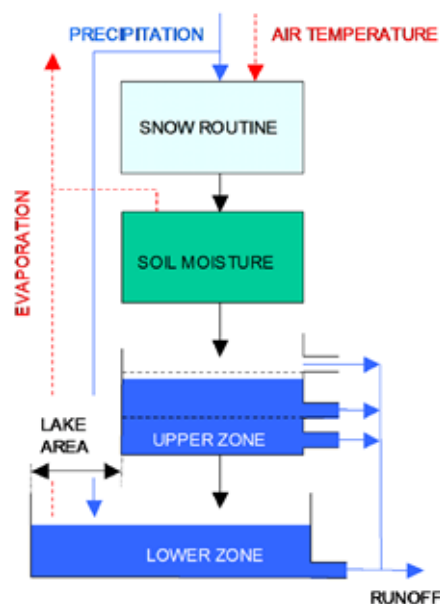 PRECIPITATION
AIR TEMPERATURE
SNOW ROUTINE
EVAPORATION
SOIL MOISTURE
LAKE
AREA
UPPER ZONE
LOWER ZONE
RUNOFF